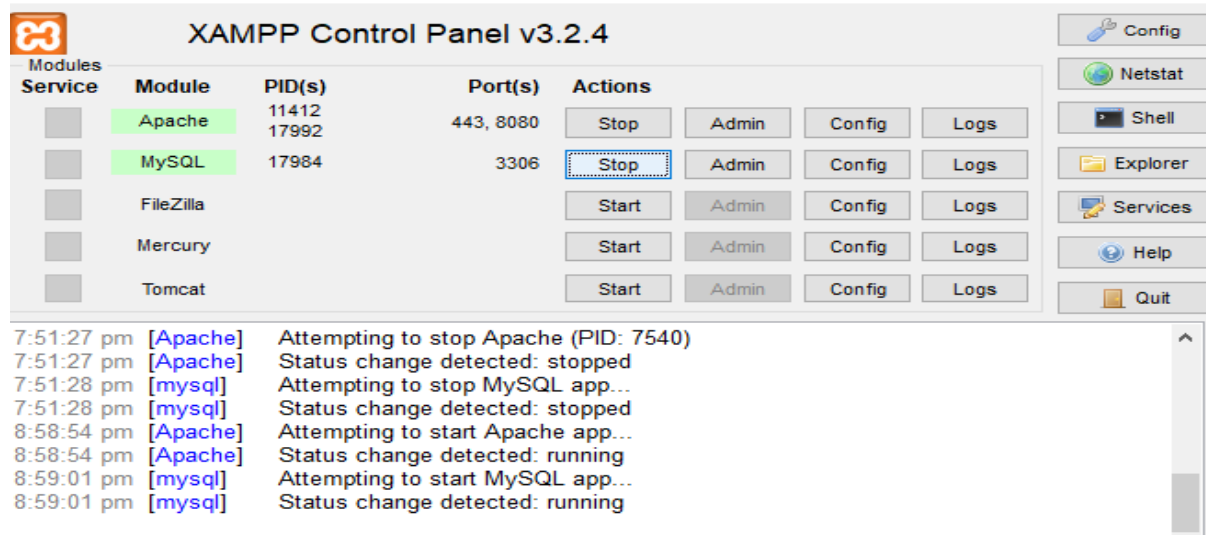 XAMPP Control Panel v3.2.4
Config
Modules
Service Module PID(s) Port(s) Actions
Netstat
Apache 11412 17992 443, 8080 Stop Admin Config Logs
Shell
MySQL 17984 3306 Stop Admin Config Logs
Explorer
FileZilla Start Admin Config Logs
Services
Mercury Start Admin Config Logs
Help
Tomcat Start Admin Config Logs
Quit
7:51:27 pm [Apache] Attempting to stop Apache (PID: 7540)
7:51:27 pm [Apache] Status change detected: stopped
7:51:28 pm [mysql] Attempting to stop MySQL app...
7:51:28 pm [mysql] Status change detected: stopped
8:58:54 pm [Apache] Attempting to start Apache app...
8:58:54 pm [Apache] Status change detected: running
8:59:01 pm [mysql] Attempting to start MySQL app...
8:59:01 pm [mysql] Status change detected: running